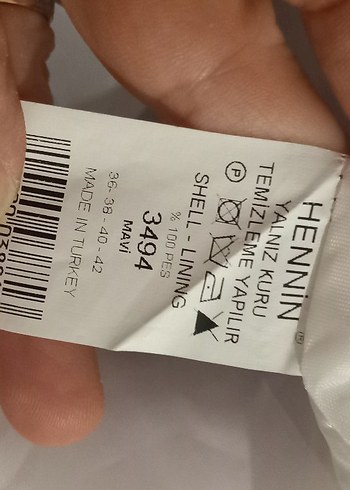 HENNİN ®
YALNIZ KURU
TEMİZLEME YAPILIR
P
SHELL - LINING
% 100 PES
3494
MAVİ
36-38-40-42
MADE IN TURKEY